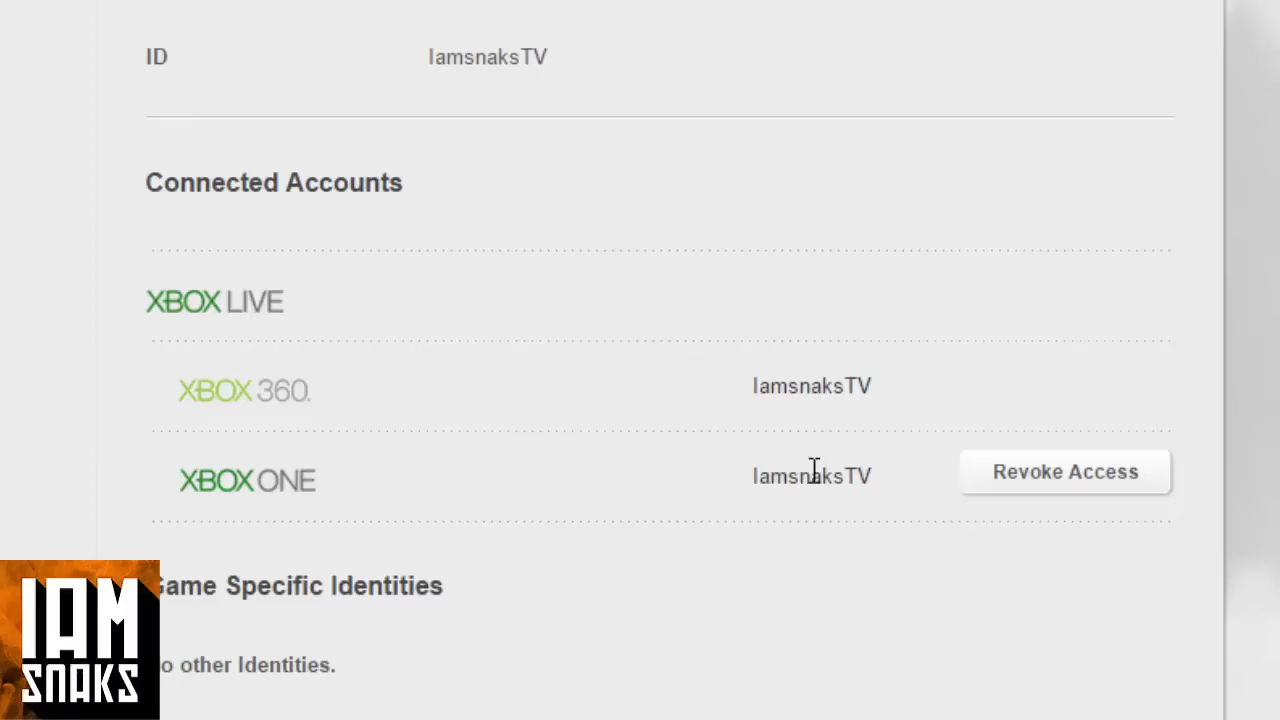 ID IamsnaksTV
Connected Accounts
XBOX LIVE
XBOX 360. IamsnaksTV
XBOX ONE IamsnaksTV Revoke Access
Game Specific Identities
o other Identities.
IAM
SNAKS